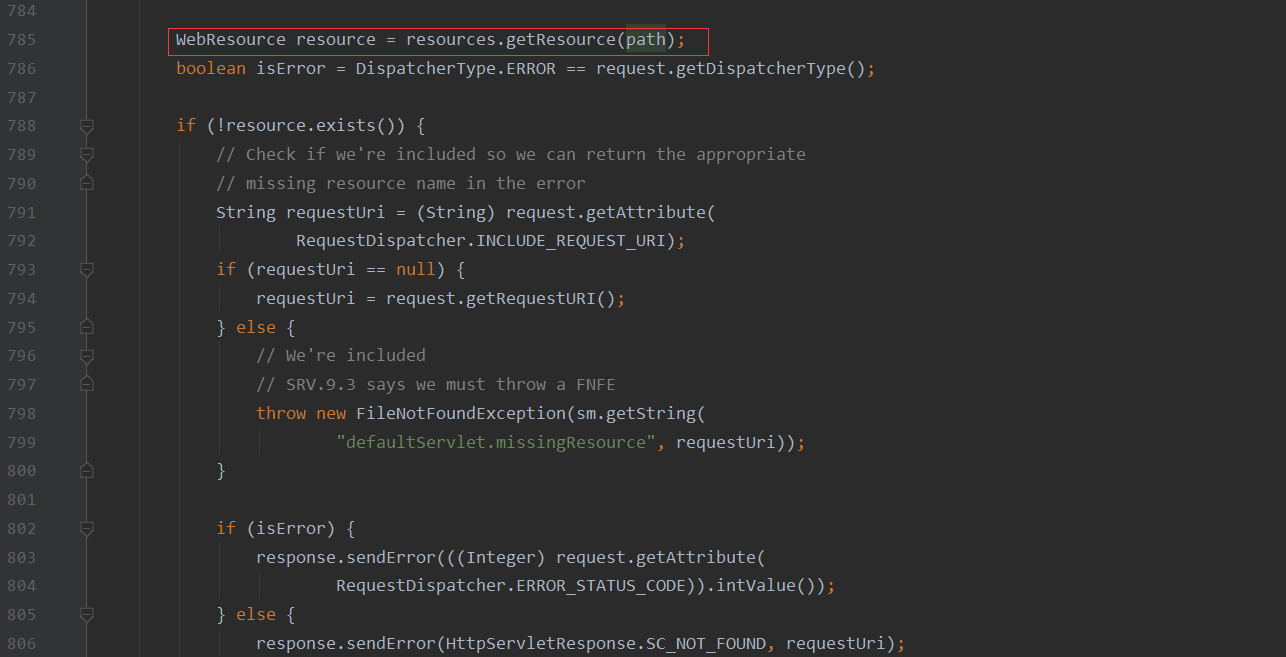 784
785 WebResource resource = resources.getResource(path);
786 boolean isError = DispatcherType.ERROR == request.getDispatcherType();
787
788 if (!resource.exists()) {
789 // Check if we're included so we can return the appropriate
790 // missing resource name in the error
791 String requestUri = (String) request.getAttribute(
792 RequestDispatcher.INCLUDE_REQUEST_URI);
793 if (requestUri == null) {
794 requestUri = request.getRequestURI();
795 } else {
796 // We're included
797 // SRV.9.3 says we must throw a FNFE
798 throw new FileNotFoundException(sm.getString(
799 "defaultServlet.missingResource", requestUri));
800 }
801
802 if (isError) {
803 response.sendError(((Integer) request.getAttribute(
804 RequestDispatcher.ERROR_STATUS_CODE)).intValue());
805 } else {
806 response.sendError(HttpServletResponse.SC_NOT_FOUND, requestUri);